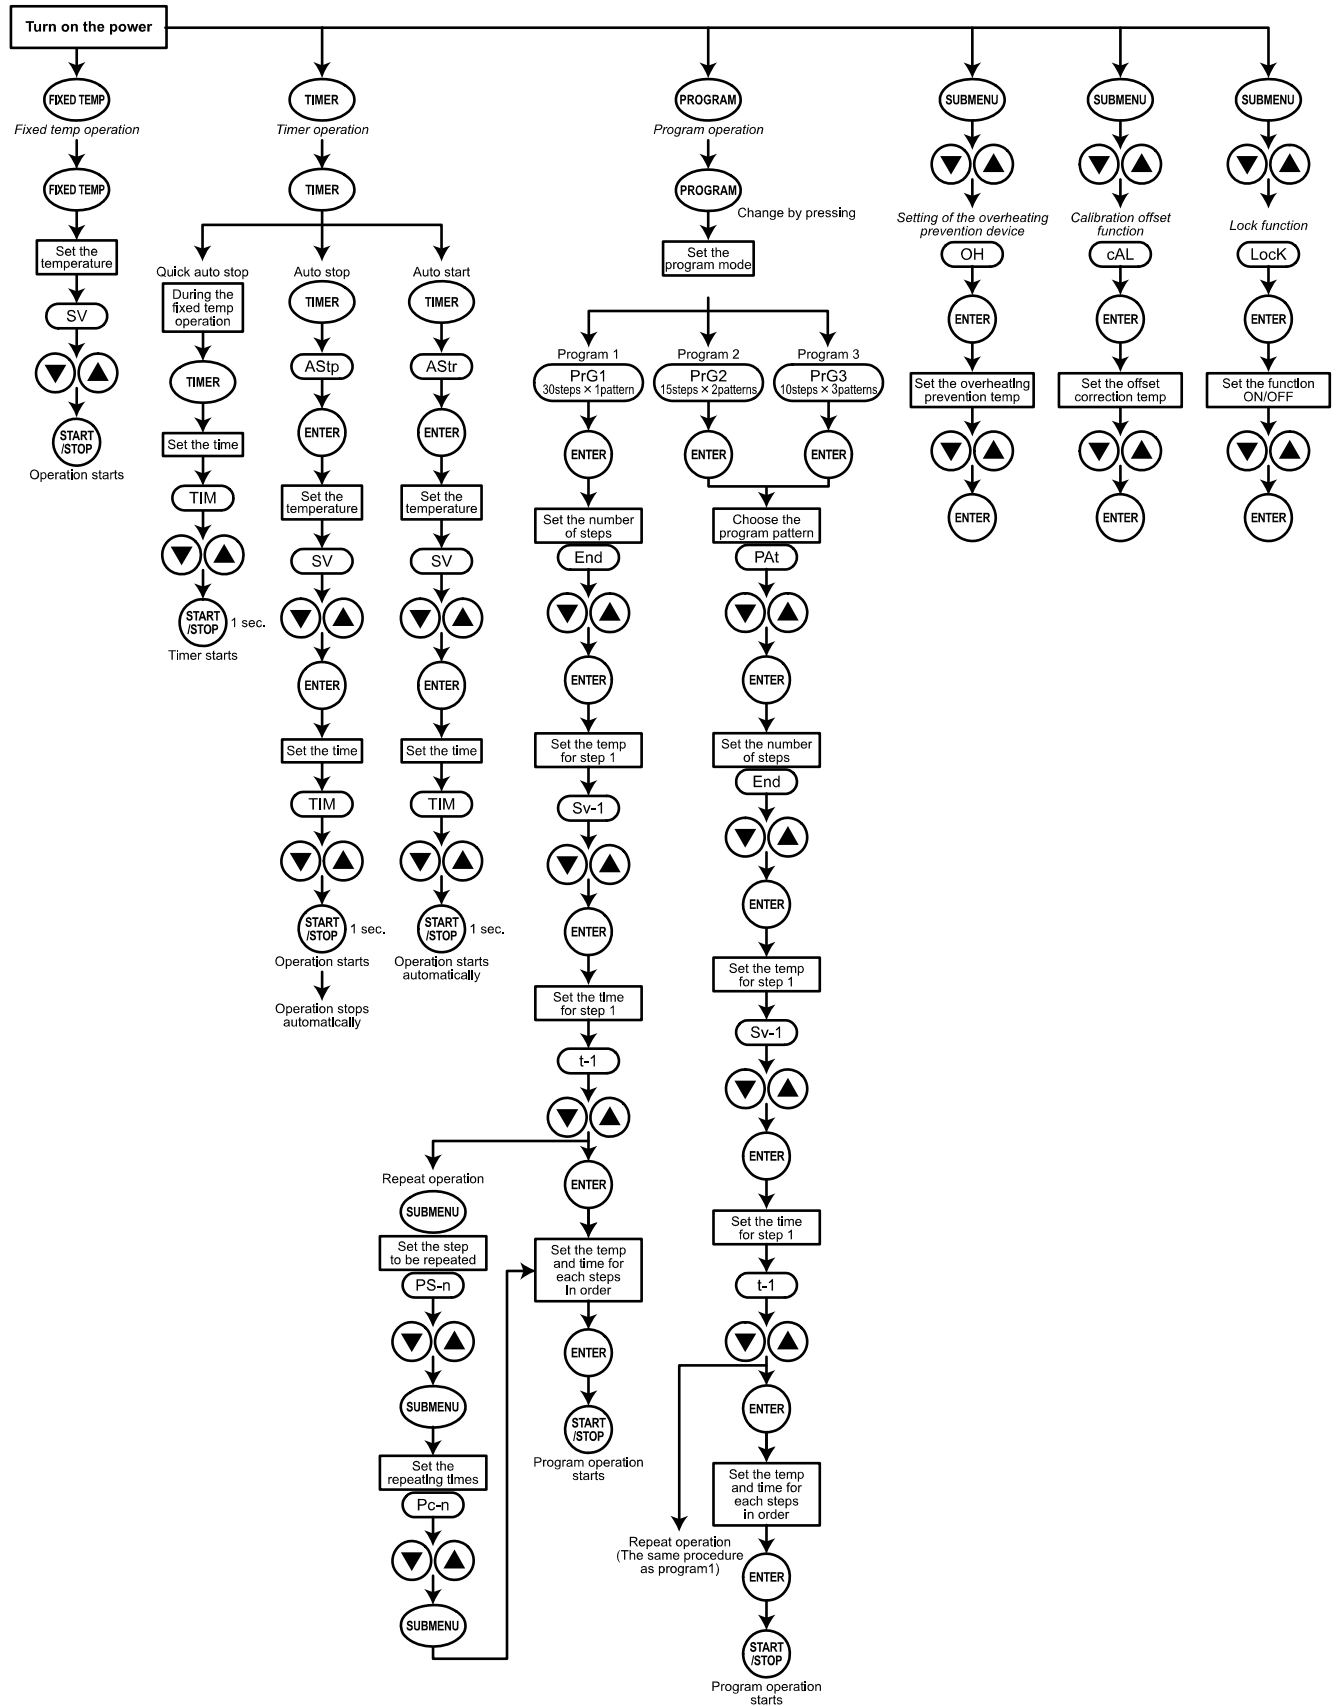 Turn on the power
FIXED TEMP
Fixed temp operation
FIXED TEMP
Set the
temperature
SV
START
/STOP
Operation starts
TIMER
Timer operation
TIMER
Quick auto stop
During the
fixed temp
operation
TIMER
Set the time
TIM
START
/STOP
1 sec.
Timer starts
Auto stop
TIMER
AStp
ENTER
Set the
temperature
SV
ENTER
Set the time
TIM
START
/STOP
1 sec.
Operation starts
Operation stops
automatically
Auto start
TIMER
AStr
ENTER
Set the
temperature
SV
ENTER
Set the time
TIM
START
/STOP
1 sec.
Operation starts
automatically
PROGRAM
Program operation
PROGRAM
Change by pressing
Set the
program mode
Program 1
PrG1
30steps × 1pattern
ENTER
Set the number
of steps
End
ENTER
Set the temp
for step 1
Sv-1
ENTER
Set the time
for step 1
t-1
Repeat operation
SUBMENU
Set the step
to be repeated
PS-n
SUBMENU
Set the
repeating times
Pc-n
SUBMENU
ENTER
Set the temp
and time for
each steps
in order
ENTER
START
/STOP
Program operation
starts
Program 2
PrG2
15steps × 2patterns
ENTER
Program 3
PrG3
10steps × 3patterns
ENTER
Choose the
program pattern
PAt
ENTER
Set the number
of steps
End
ENTER
Set the temp
for step 1
Sv-1
ENTER
Set the time
for step 1
t-1
Repeat operation
(The same procedure
as program1)
ENTER
Set the temp
and time for
each steps
in order
ENTER
START
/STOP
Program operation
starts
SUBMENU
Setting of the overheating
prevention device
OH
ENTER
Set the overheating
prevention temp
ENTER
SUBMENU
Calibration offset
function
cAL
ENTER
Set the offset
correction temp
ENTER
SUBMENU
Lock function
LocK
ENTER
Set the function
ON/OFF
ENTER